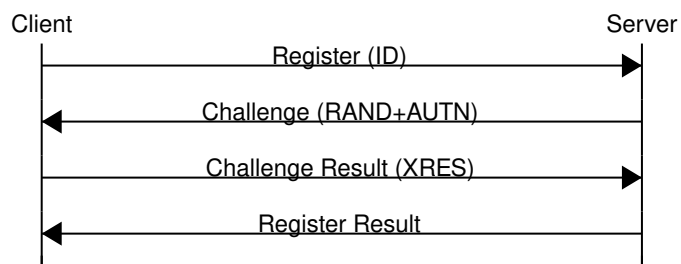 Client
Server
Register (ID)
Challenge (RAND+AUTN)
Challenge Result (XRES)
Register Result